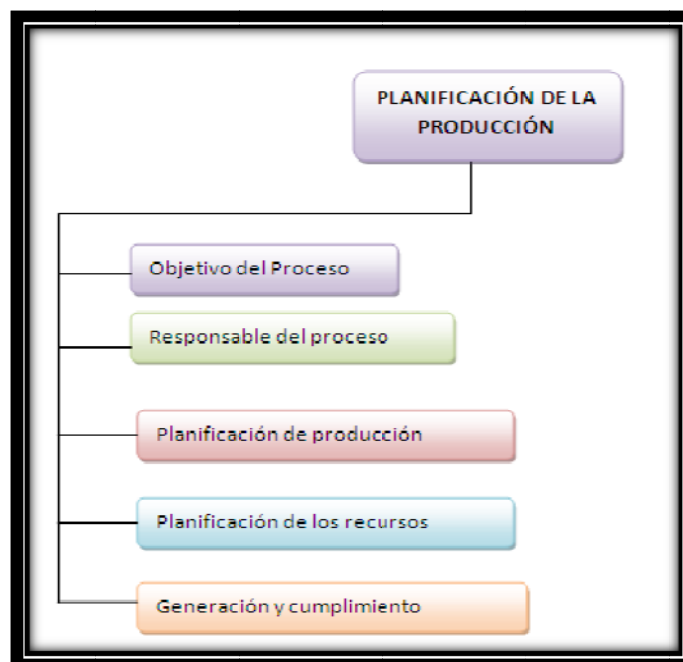 PLANIFICACIÓN DE LA
PRODUCCIÓN
Objetivo del Proceso
Responsable del proceso
Planificación de producción
Planificación de los recursos
Generación y cumplimiento